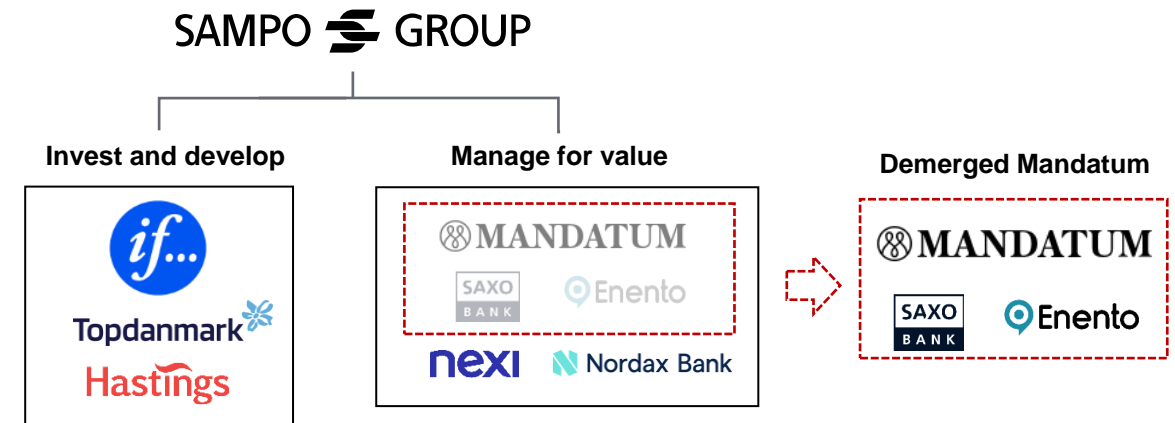 SAMPO GROUP
Invest and develop
if...
Topdanmark
Hastings
Manage for value
MANDATUM
SAXO
BANK
Enento
nexi
Nordax Bank
Demerged Mandatum
MANDATUM
SAXO
BANK
Enento